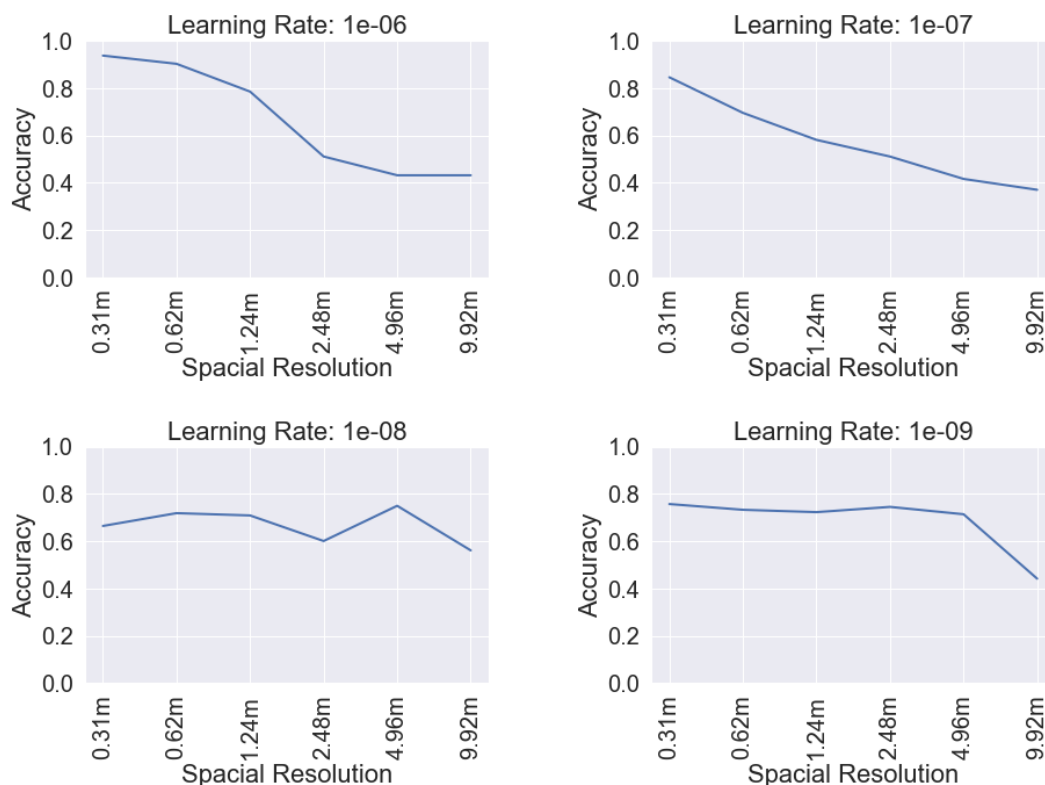 Learning Rate: 1e-06
1.0
0.8
0.6
0.4
0.2
0.0
Accuracy
0.31m
0.62m
1.24m
2.48m
4.96m
9.92m
Spacial Resolution
Learning Rate: 1e-07
1.0
0.8
0.6
0.4
0.2
0.0
Accuracy
0.31m
0.62m
1.24m
2.48m
4.96m
9.92m
Spacial Resolution
Learning Rate: 1e-08
1.0
0.8
0.6
0.4
0.2
0.0
Accuracy
0.31m
0.62m
1.24m
2.48m
4.96m
9.92m
Spacial Resolution
Learning Rate: 1e-09
1.0
0.8
0.6
0.4
0.2
0.0
Accuracy
0.31m
0.62m
1.24m
2.48m
4.96m
9.92m
Spacial Resolution